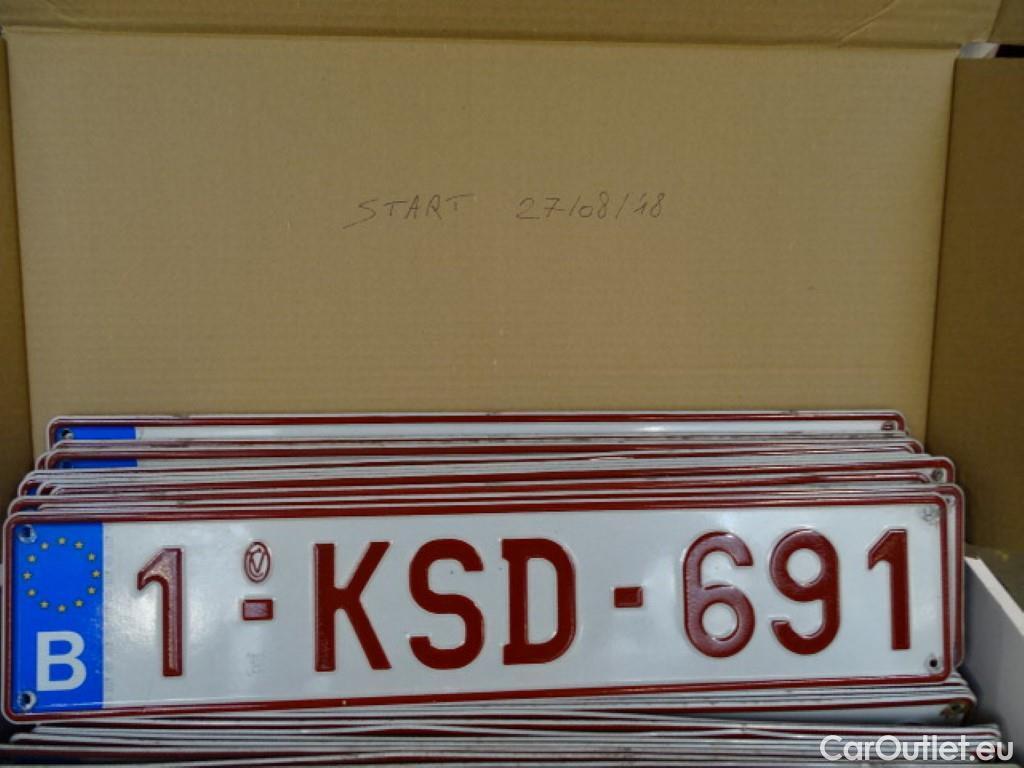 START 27/08/18
B 1-KSD-691
CarOutlet.eu